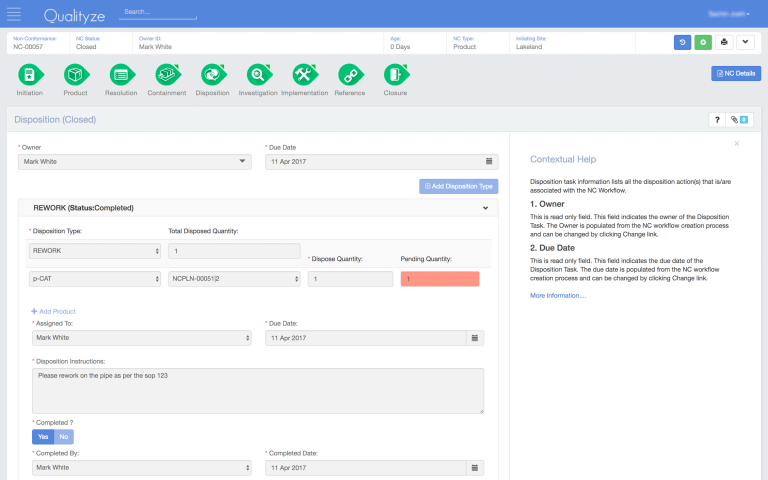 Qualityze
Search...
Non-Conformance: NC Status: Owner ID: Age: NC Type: Initiating Site:
NC-00057 Closed Mark White 0 Days Product Lakeland
Initiation Product Resolution Containment Disposition Investigation Implementation Reference Closure
NC Details
Disposition (Closed)
? 0
* Owner * Due Date
Mark White 11 Apr 2017
Add Disposition Type
REWORK (Status:Completed)
* Disposition Type: Total Disposed Quantity:
REWORK 1
* Dispose Quantity: Pending Quantity:
p-CAT NCPLN-00051|2 1 1
Add Product
* Assigned To: * Due Date:
Mark White 11 Apr 2017
* Disposition Instructions:
Please rework on the pipe as per the sop 123
* Completed ?
Yes No
* Completed By: * Completed Date:
Mark White 11 Apr 2017
×
Contextual Help
Disposition task information lists all the disposition action(s) that is/are
associated with the NC Workflow.
1. Owner
This is read only field. This field indicates the owner of the Disposition
Task. The Owner is populated from the NC workflow creation process
and can be changed by clicking Change link.
2. Due Date
This is read only field. This field indicates the due date of the
Disposition Task. The due date is populated from the NC workflow
creation process and can be changed by clicking Change link.
More Information....